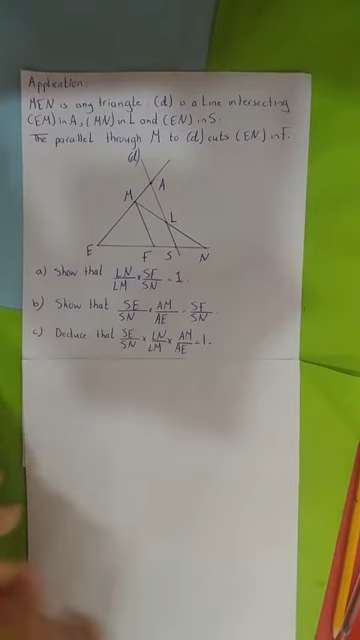 Application:
MEN is any triangle. (d) is a line intersecting
(EM) in A, (MN) in L and (EN) in S.
The parallel through M to (d) cuts (EN) in F.
(d)
A
M
L
E F S N
a) Show that LN/LM × SF/SN = 1.
b) Show that SE/SN × AM/AE = SF/SN.
c) Deduce that SE/SN × LN/LM × AM/AE = 1.